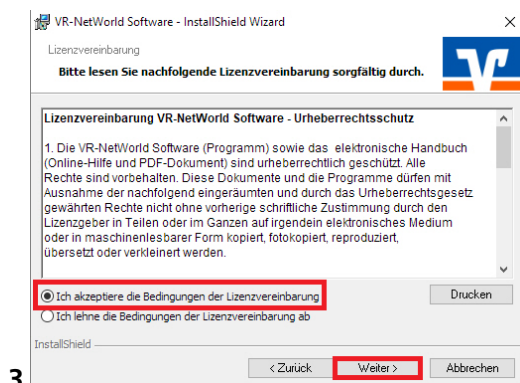 VR-NetWorld Software - InstallShield Wizard
Lizenzvereinbarung
Bitte lesen Sie nachfolgende Lizenzvereinbarung sorgfältig durch.
Lizenzvereinbarung VR-NetWorld Software - Urheberrechtsschutz
1. Die VR-NetWorld Software (Programm) sowie das elektronische Handbuch
(Online-Hilfe und PDF-Dokument) sind urheberrechtlich geschützt. Alle
Rechte sind vorbehalten. Diese Dokumente und die Programme dürfen mit
Ausnahme der nachfolgend eingeräumten und durch das Urheberrechtsgesetz
gewährten Rechte nicht ohne vorherige schriftliche Zustimmung durch den
Lizenzgeber in Teilen oder im Ganzen auf irgendein elektronisches Medium
oder in maschinenlesbarer Form kopiert, fotokopiert, reproduziert,
übersetzt oder verkleinert werden.
Ich akzeptiere die Bedingungen der Lizenzvereinbarung
Drucken
Ich lehne die Bedingungen der Lizenzvereinbarung ab
InstallShield
< Zurück Weiter > Abbrechen
3